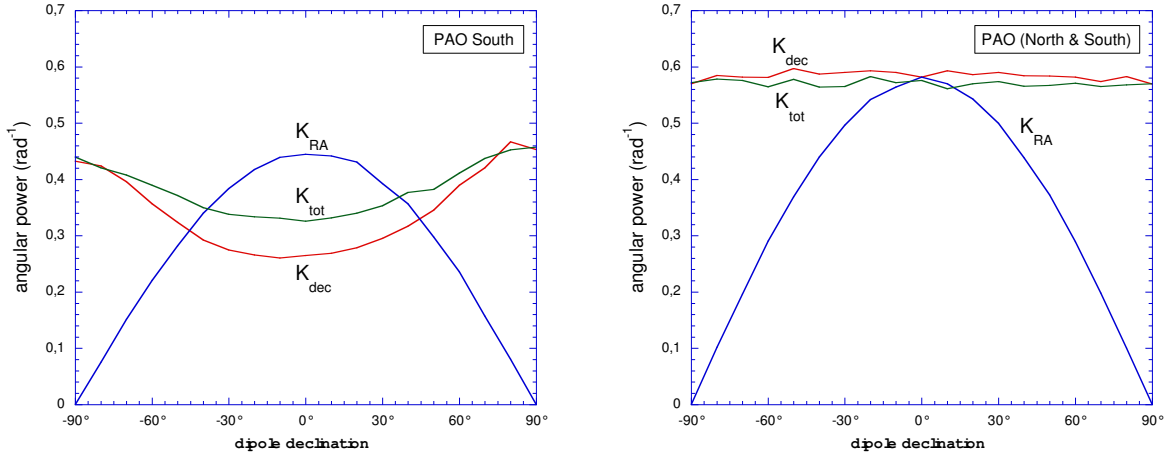 0,7
0,6
0,5
0,4
0,3
0,2
0,1
0
angular power (rad⁻¹)
PAO South
K_RA
K_tot
K_dec
-90° -60° -30° 0° 30° 60° 90°
dipole declination
0,7
0,6
0,5
0,4
0,3
0,2
0,1
0
angular power (rad⁻¹)
PAO (North & South)
K_dec
K_tot
K_RA
-90° -60° -30° 0° 30° 60° 90°
dipole declination